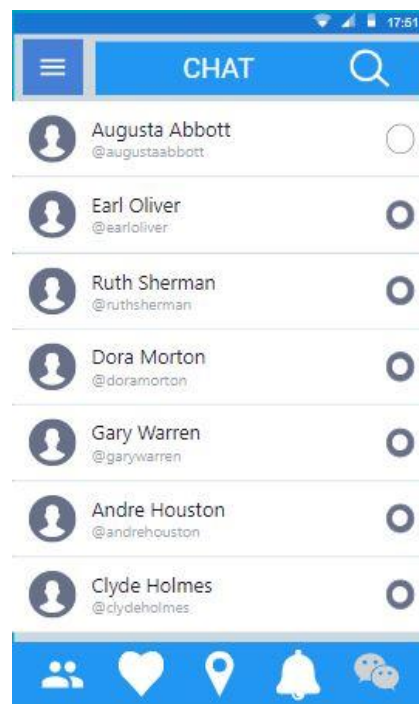 17:51
CHAT
Augusta Abbott
@augustaabbott
Earl Oliver
@earloliver
Ruth Sherman
@ruthsherman
Dora Morton
@doramorton
Gary Warren
@garywarren
Andre Houston
@andrehouston
Clyde Holmes
@clydeholmes